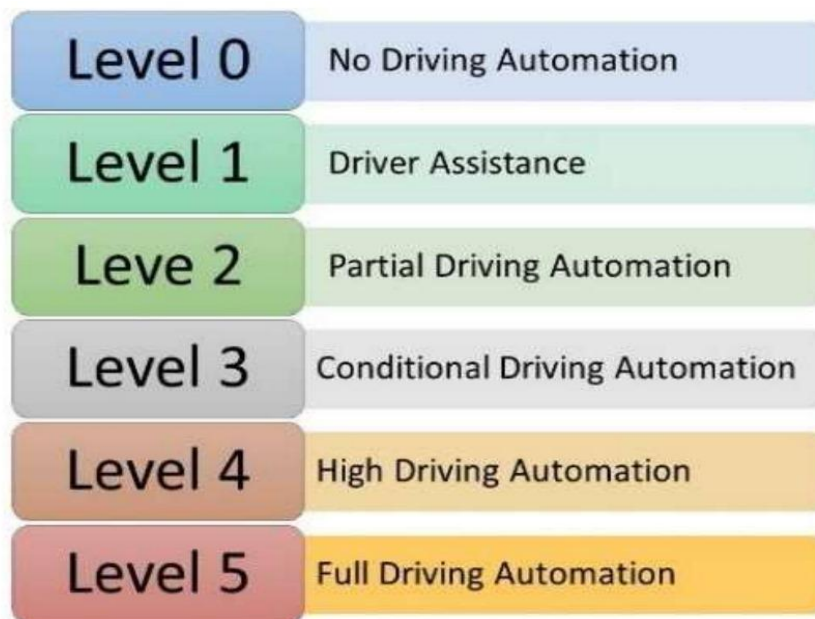 Level 0 No Driving Automation
Level 1 Driver Assistance
Leve 2 Partial Driving Automation
Level 3 Conditional Driving Automation
Level 4 High Driving Automation
Level 5 Full Driving Automation